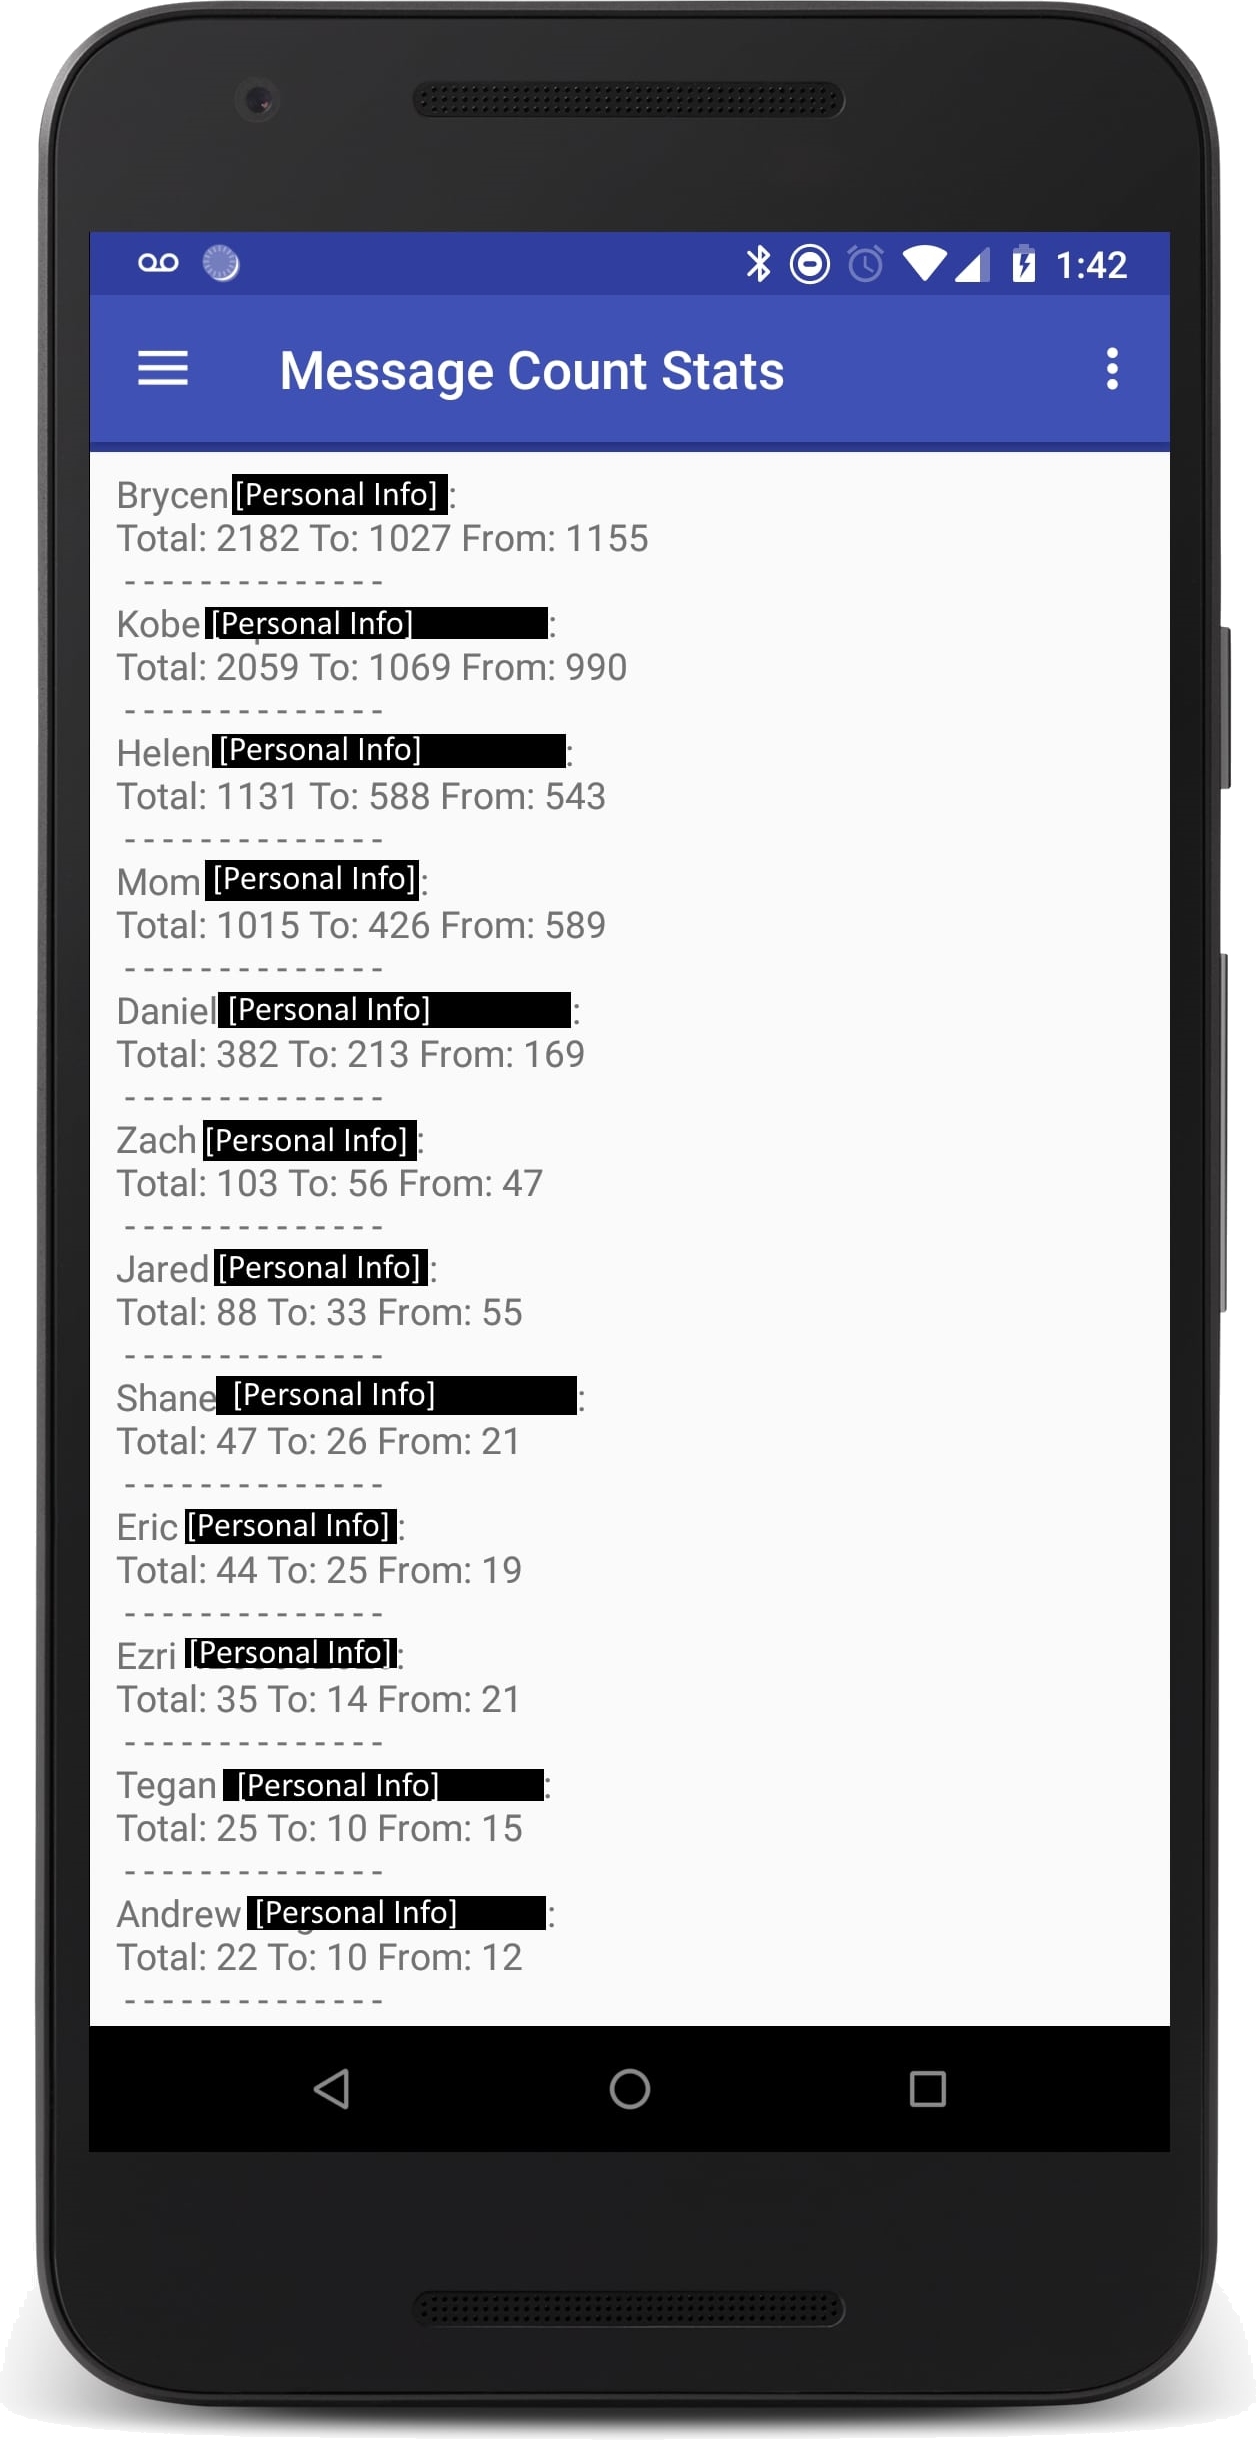 1:42
Message Count Stats
Brycen [Personal Info] :
Total: 2182 To: 1027 From: 1155
--------------
Kobe [Personal Info] :
Total: 2059 To: 1069 From: 990
--------------
Helen [Personal Info] :
Total: 1131 To: 588 From: 543
--------------
Mom [Personal Info] :
Total: 1015 To: 426 From: 589
--------------
Daniel [Personal Info] :
Total: 382 To: 213 From: 169
--------------
Zach [Personal Info] :
Total: 103 To: 56 From: 47
--------------
Jared [Personal Info] :
Total: 88 To: 33 From: 55
--------------
Shane [Personal Info] :
Total: 47 To: 26 From: 21
--------------
Eric [Personal Info] :
Total: 44 To: 25 From: 19
--------------
Ezri [Personal Info] :
Total: 35 To: 14 From: 21
--------------
Tegan [Personal Info] :
Total: 25 To: 10 From: 15
--------------
Andrew [Personal Info] :
Total: 22 To: 10 From: 12
--------------